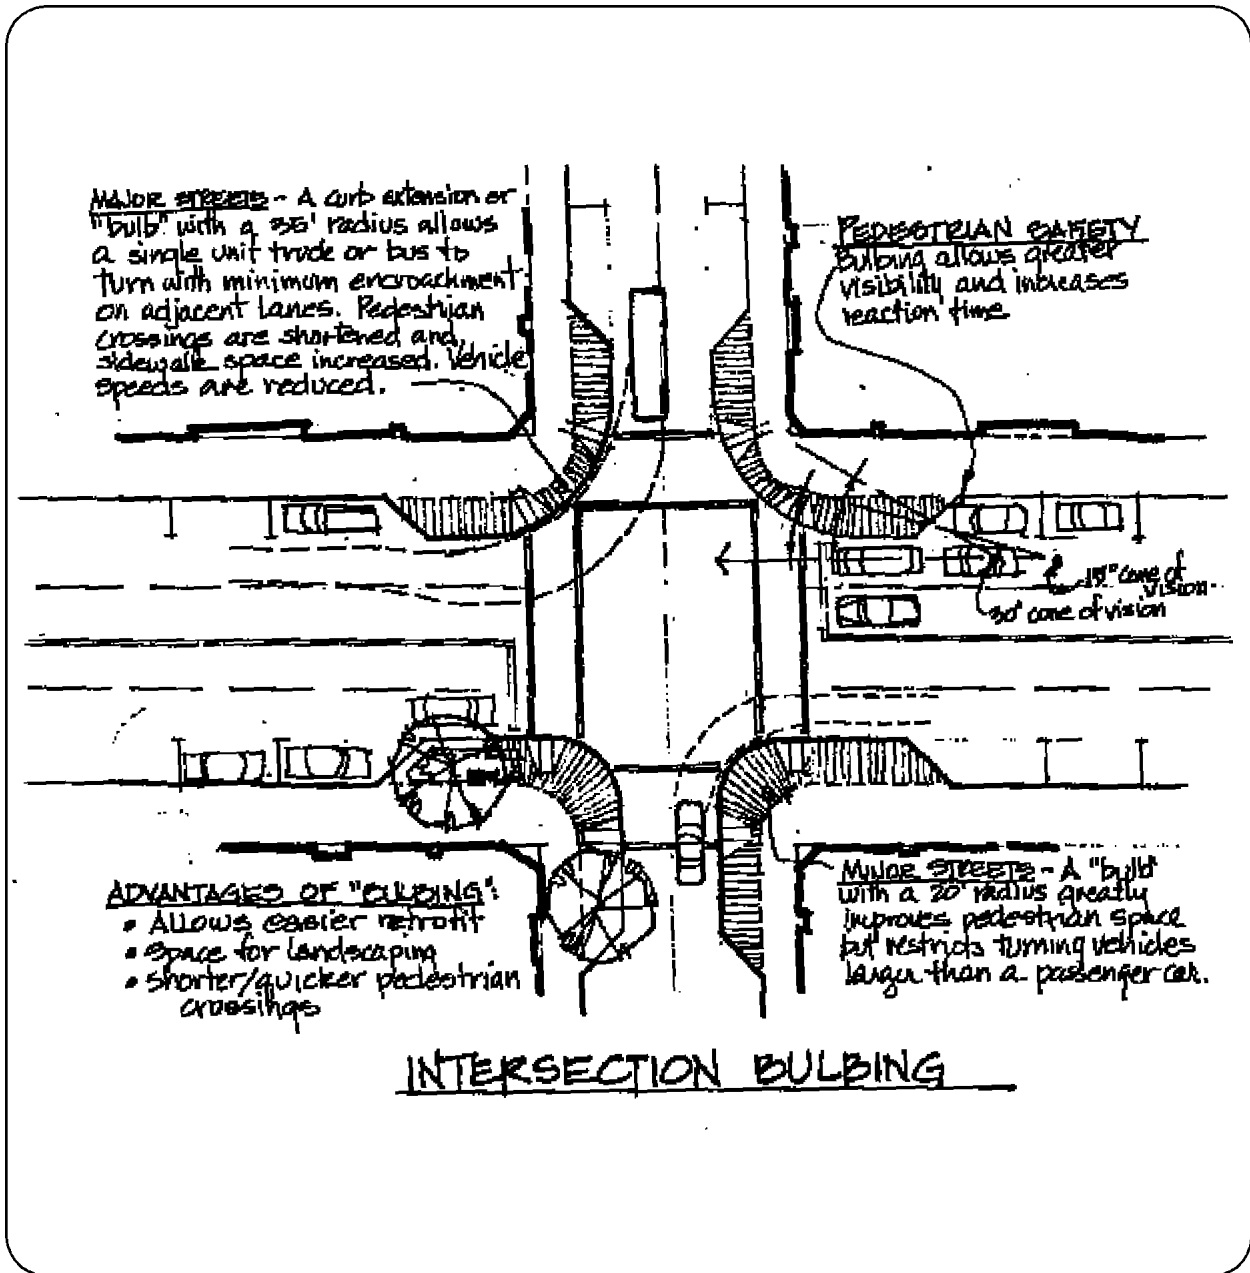 MAJOR STREETS - A curb extension or
"bulb" with a 35' radius allows
a single unit truck or bus to
turn with minimum encroachment
on adjacent lanes. Pedestrian
crossings are shortened and
sidewalk space increased. Vehicle
speeds are reduced.
PEDESTRIAN SAFETY
Bulbing allows greater
visibility and increases
reaction time
15° cone of
vision
30° cone of vision
ADVANTAGES OF "BULBING":
• Allows easier retrofit
• Space for landscaping
• Shorter/quicker pedestrian
crossings
MINOR STREETS - A "bulb"
with a 20' radius greatly
improves pedestrian space
but restricts turning vehicles
larger than a passenger car.
INTERSECTION BULBING